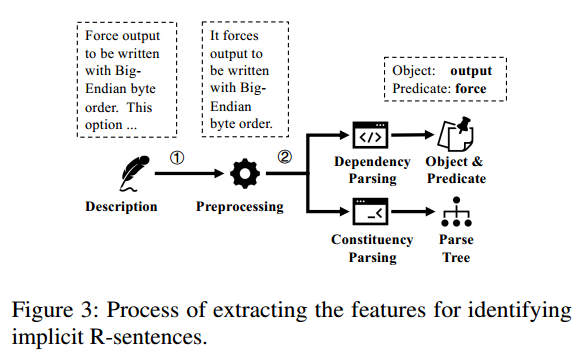 Force output
to be written
with Big-
Endian byte
order. This
option ...
It forces
output to
be written
with Big-
Endian
byte order.
Object: output
Predicate: force
①
②
</>
Description
Preprocessing
Dependency
Parsing
Object &
Predicate
_<
Constituency
Parsing
Parse
Tree
Figure 3: Process of extracting the features for identifying
implicit R-sentences.